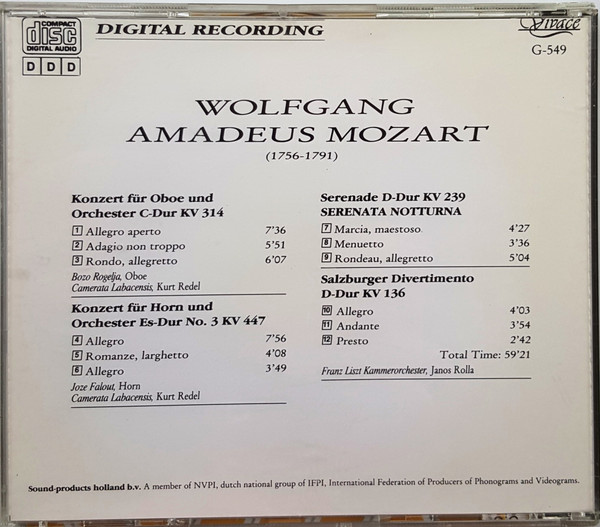 COMPACT
disc
DIGITAL AUDIO
D D D
DIGITAL RECORDING
Vivace
G-549
WOLFGANG
AMADEUS MOZART
(1756-1791)
Konzert für Oboe und
Orchester C-Dur KV 314
1 Allegro aperto 7'36
2 Adagio non troppo 5'51
3 Rondo, allegretto 6'07
Bozo Rogelja, Oboe
Camerata Labacensis, Kurt Redel
Konzert für Horn und
Orchester Es-Dur No. 3 KV 447
4 Allegro 7'56
5 Romanze, larghetto 4'08
6 Allegro 3'49
Joze Falout, Horn
Camerata Labacensis, Kurt Redel
Serenade D-Dur KV 239
SERENATA NOTTURNA
7 Marcia, maestoso 4'27
8 Menuetto 3'36
9 Rondeau, allegretto 5'04
Salzburger Divertimento
D-Dur KV 136
10 Allegro 4'03
11 Andante 3'54
12 Presto 2'42
Total Time: 59'21
Franz Liszt Kammerorchester, Janos Rolla
Sound-products holland b.v. A member of NVPI, dutch national group of IFPI, International Federation of Producers of Phonograms and Videograms.